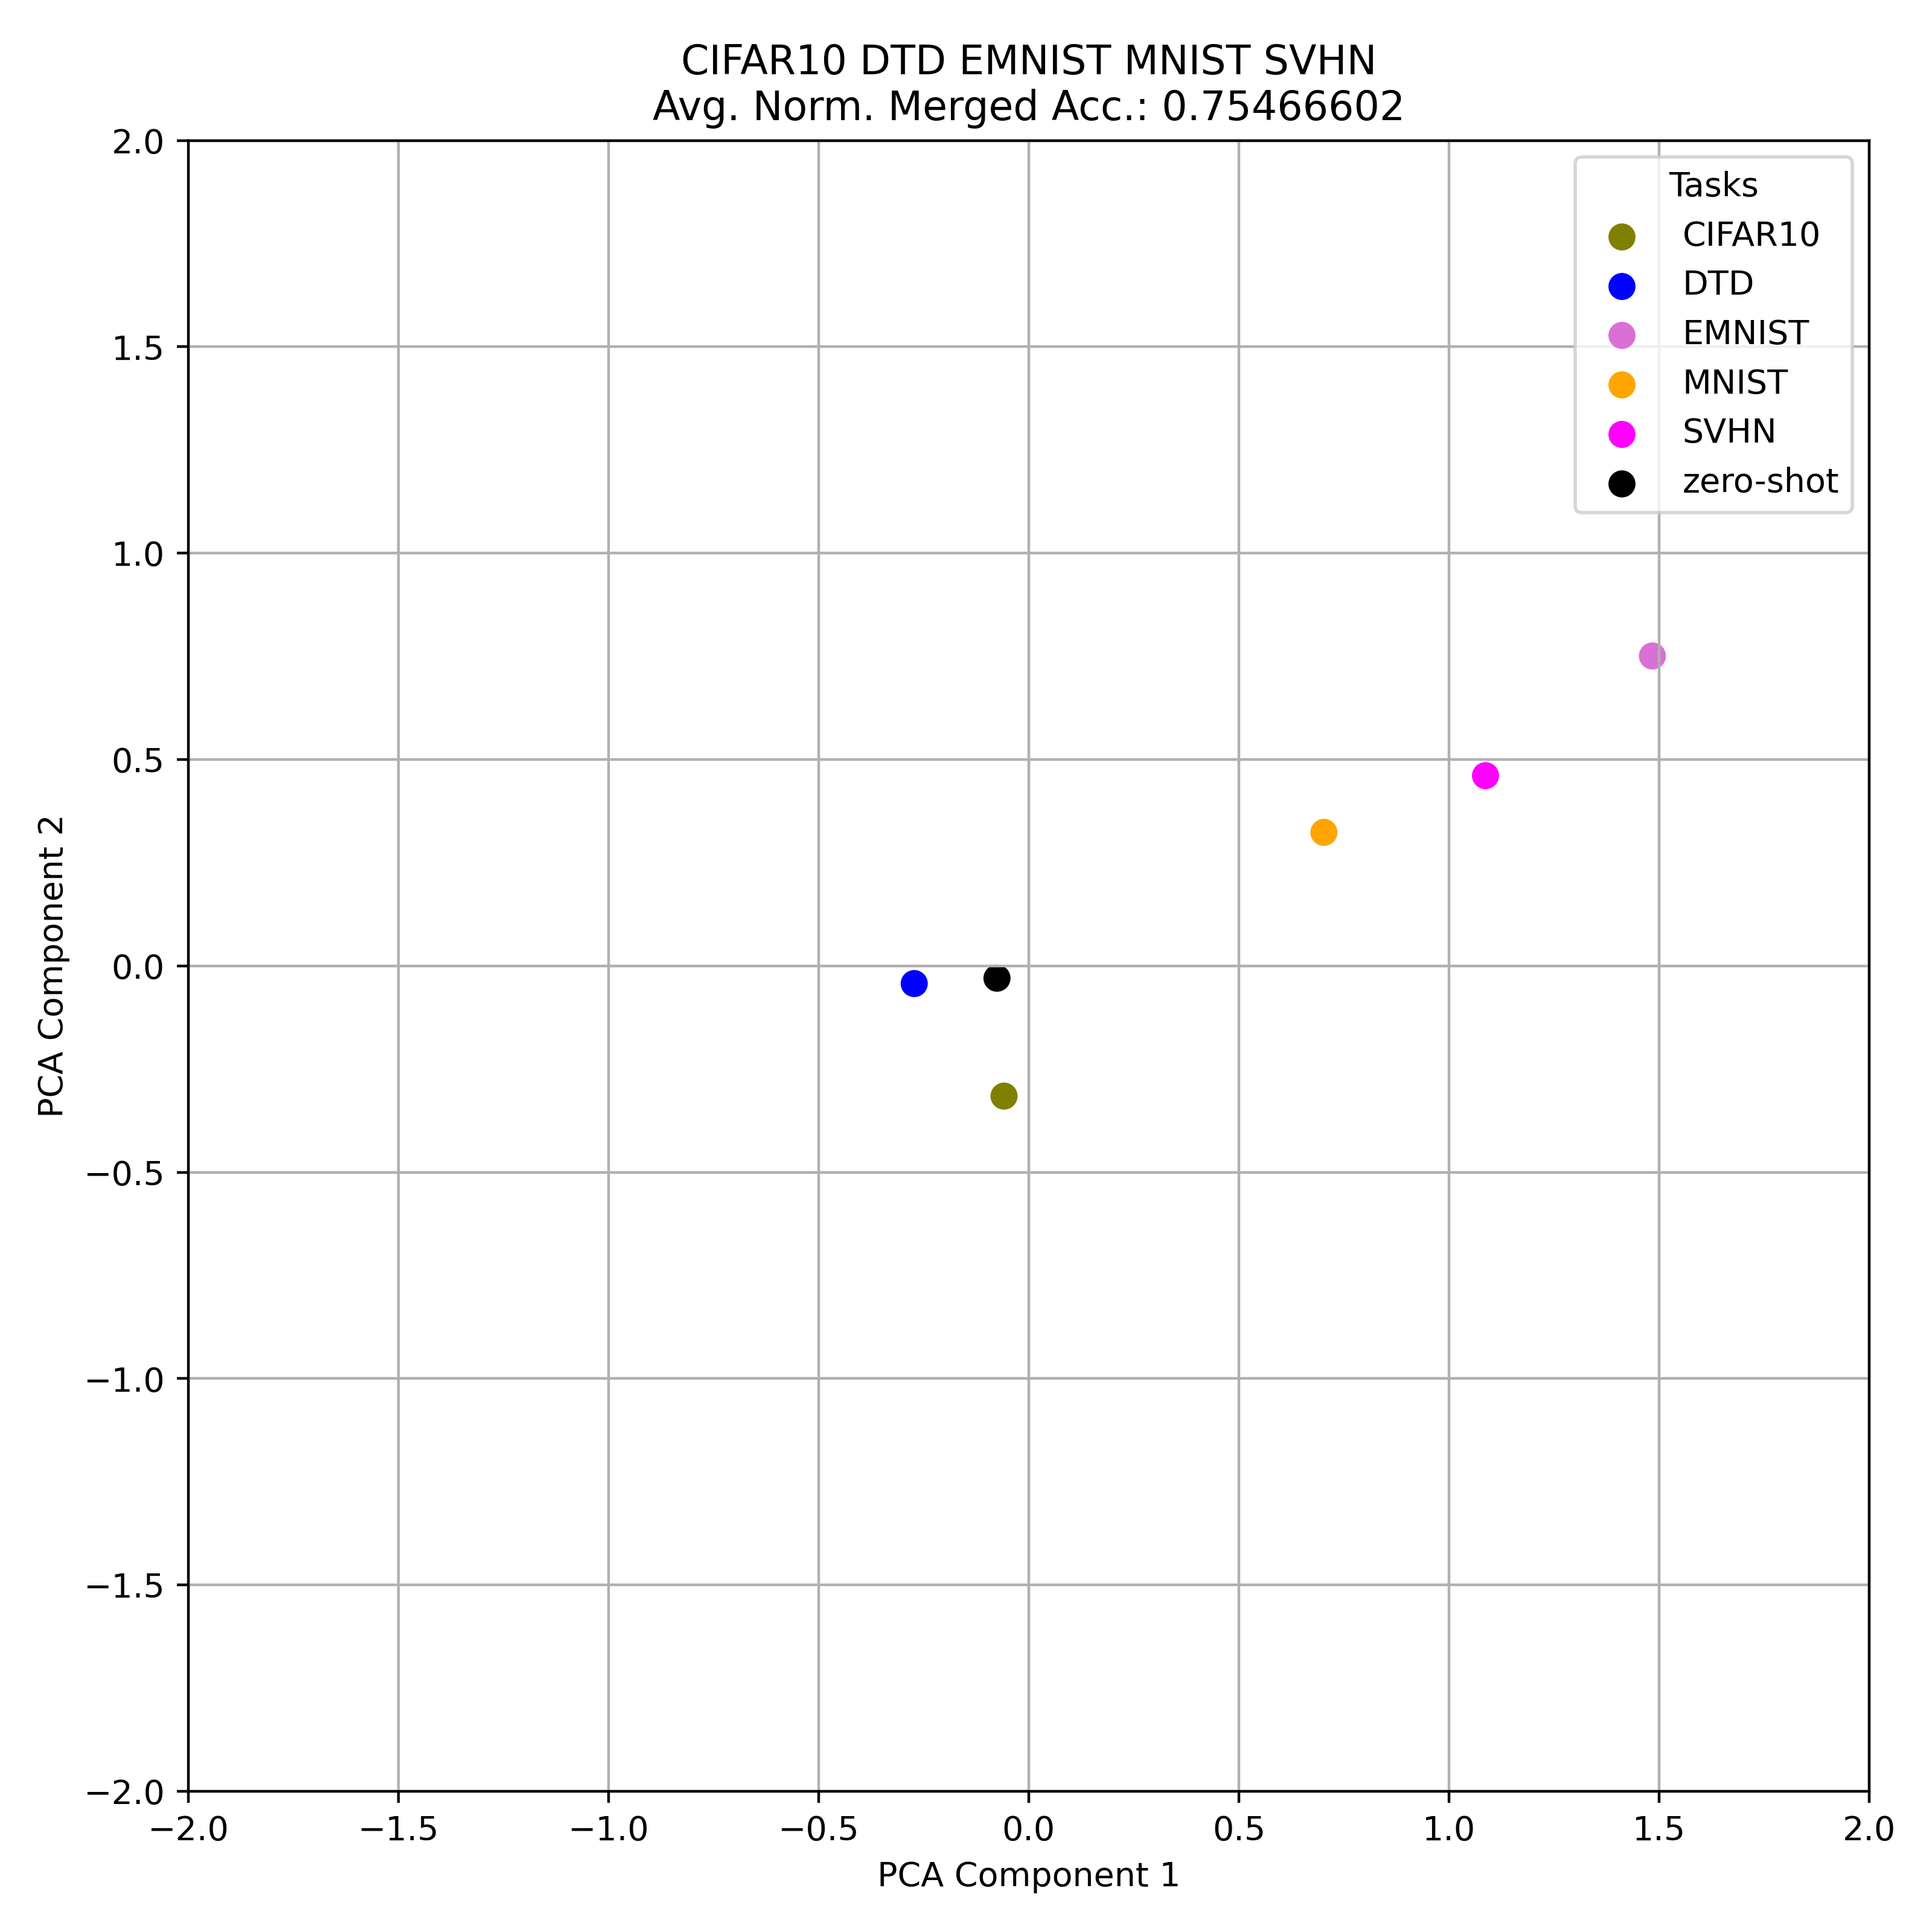 CIFAR10 DTD EMNIST MNIST SVHN
Avg. Norm. Merged Acc.: 0.75466602
Tasks
CIFAR10
DTD
EMNIST
MNIST
SVHN
zero-shot
2.0
1.5
1.0
0.5
0.0
−0.5
−1.0
−1.5
−2.0
PCA Component 2
−2.0 −1.5 −1.0 −0.5 0.0 0.5 1.0 1.5 2.0
PCA Component 1